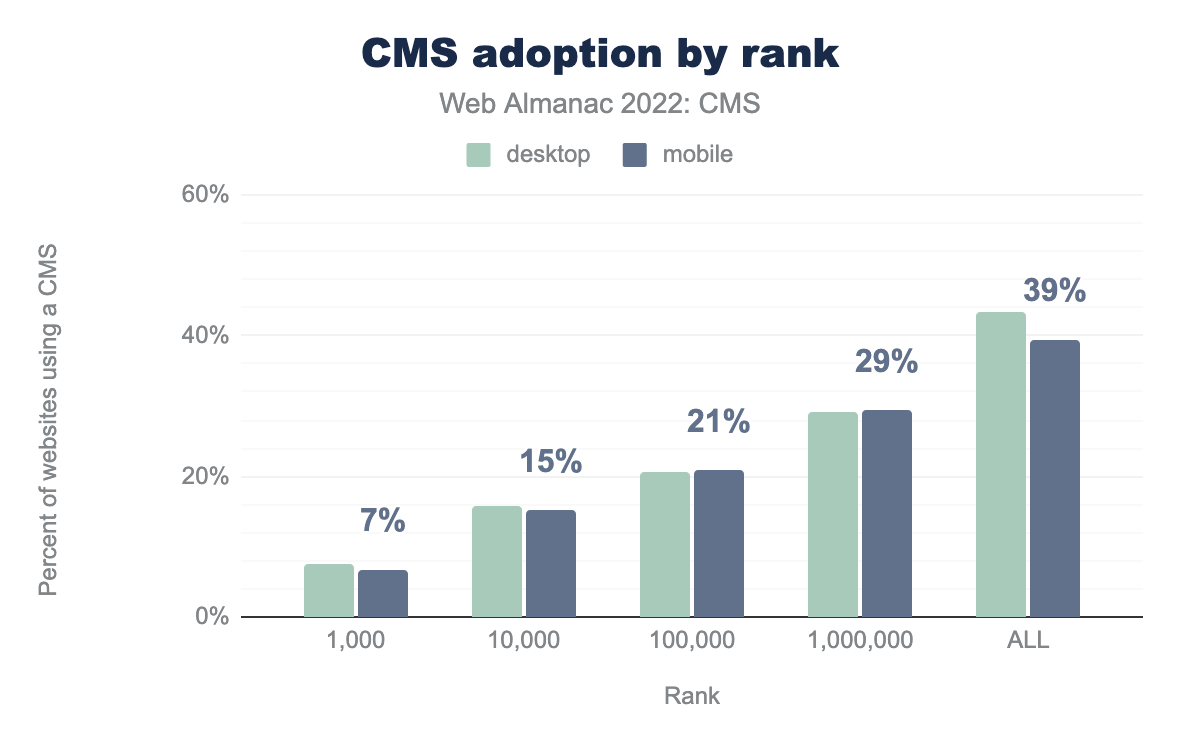 CMS adoption by rank
Web Almanac 2022: CMS
desktop mobile
Percent of websites using a CMS
60%
40%
20%
0%
7%
15%
21%
29%
39%
1,000 10,000 100,000 1,000,000 ALL
Rank